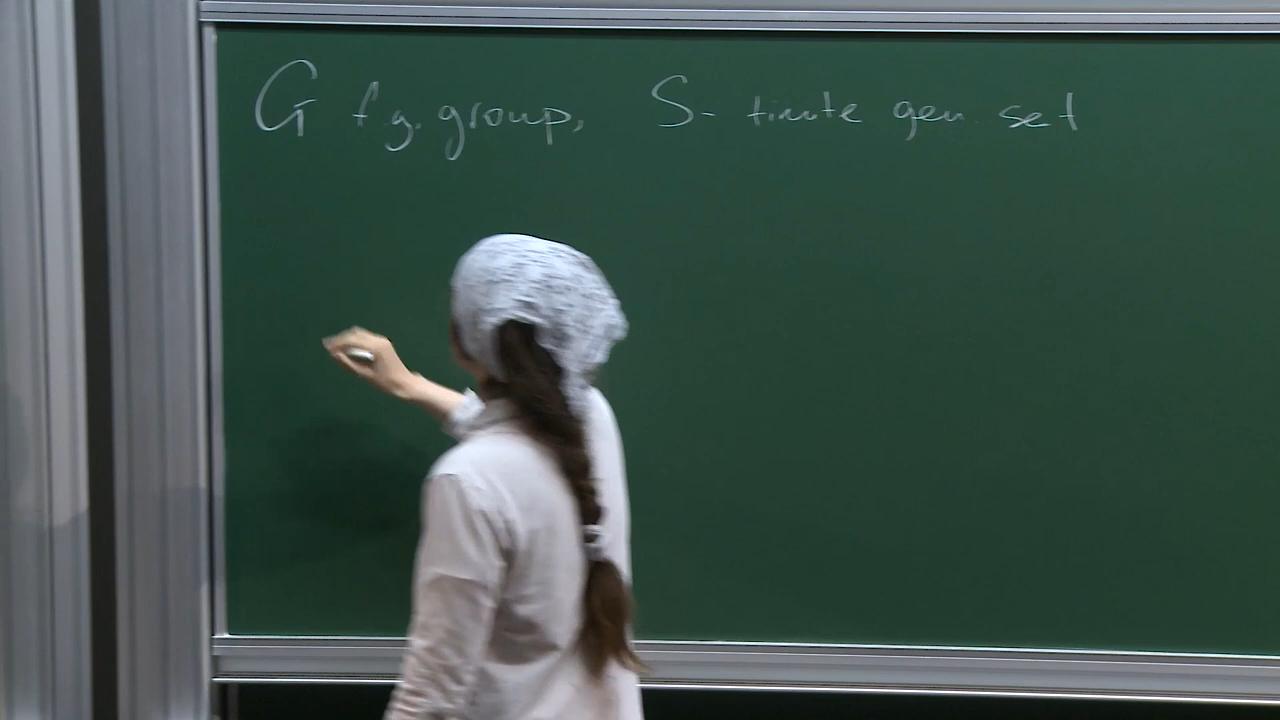 G f.g. group, S - finite gen. set